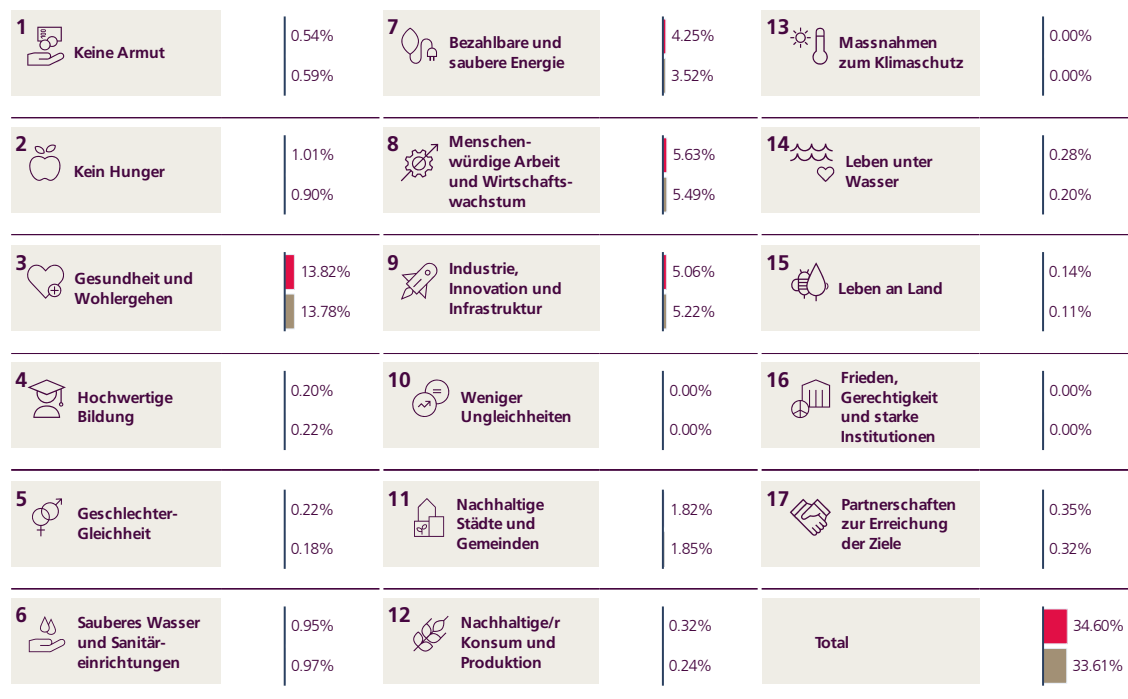 1
Keine Armut
0.54%
0.59%
2
Kein Hunger
1.01%
0.90%
3
Gesundheit und
Wohlergehen
13.82%
13.78%
4
Hochwertige
Bildung
0.20%
0.22%
5
Geschlechter-
Gleichheit
0.22%
0.18%
6
Sauberes Wasser
und Sanitär-
einrichtungen
0.95%
0.97%
7
Bezahlbare und
saubere Energie
4.25%
3.52%
8
Menschen-
würdige Arbeit
und Wirtschafts-
wachstum
5.63%
5.49%
9
Industrie,
Innovation und
Infrastruktur
5.06%
5.22%
10
Weniger
Ungleichheiten
0.00%
0.00%
11
Nachhaltige
Städte und
Gemeinden
1.82%
1.85%
12
Nachhaltige/r
Konsum und
Produktion
0.32%
0.24%
13
Massnahmen
zum Klimaschutz
0.00%
0.00%
14
Leben unter
Wasser
0.28%
0.20%
15
Leben an Land
0.14%
0.11%
16
Frieden,
Gerechtigkeit
und starke
Institutionen
0.00%
0.00%
17
Partnerschaften
zur Erreichung
der Ziele
0.35%
0.32%
Total
34.60%
33.61%